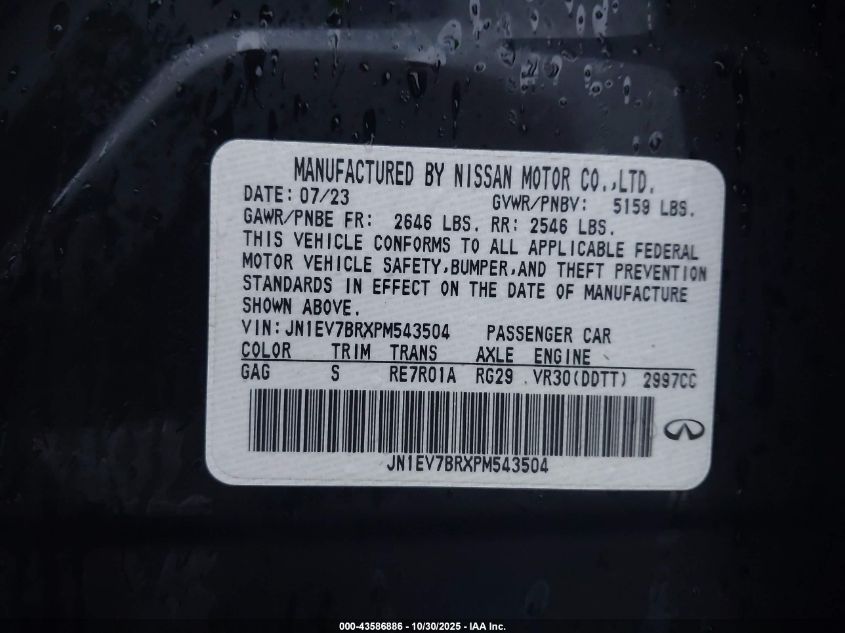 MANUFACTURED BY NISSAN MOTOR CO.,LTD.
DATE: 07/23 GVWR/PNBV: 5159 LBS.
GAWR/PNBE FR: 2646 LBS. RR: 2546 LBS.
THIS VEHICLE CONFORMS TO ALL APPLICABLE FEDERAL
MOTOR VEHICLE SAFETY,BUMPER,AND THEFT PREVENTION
STANDARDS IN EFFECT ON THE DATE OF MANUFACTURE
SHOWN ABOVE.
VIN:JN1EV7BRXPM543504 PASSENGER CAR
COLOR TRIM TRANS AXLE ENGINE
GAG S RE7R01A RG29 VR30(DDTT) 2997CC
JN1EV7BRXPM543504
000-43586886 - 10/30/2025 - IAA Inc.